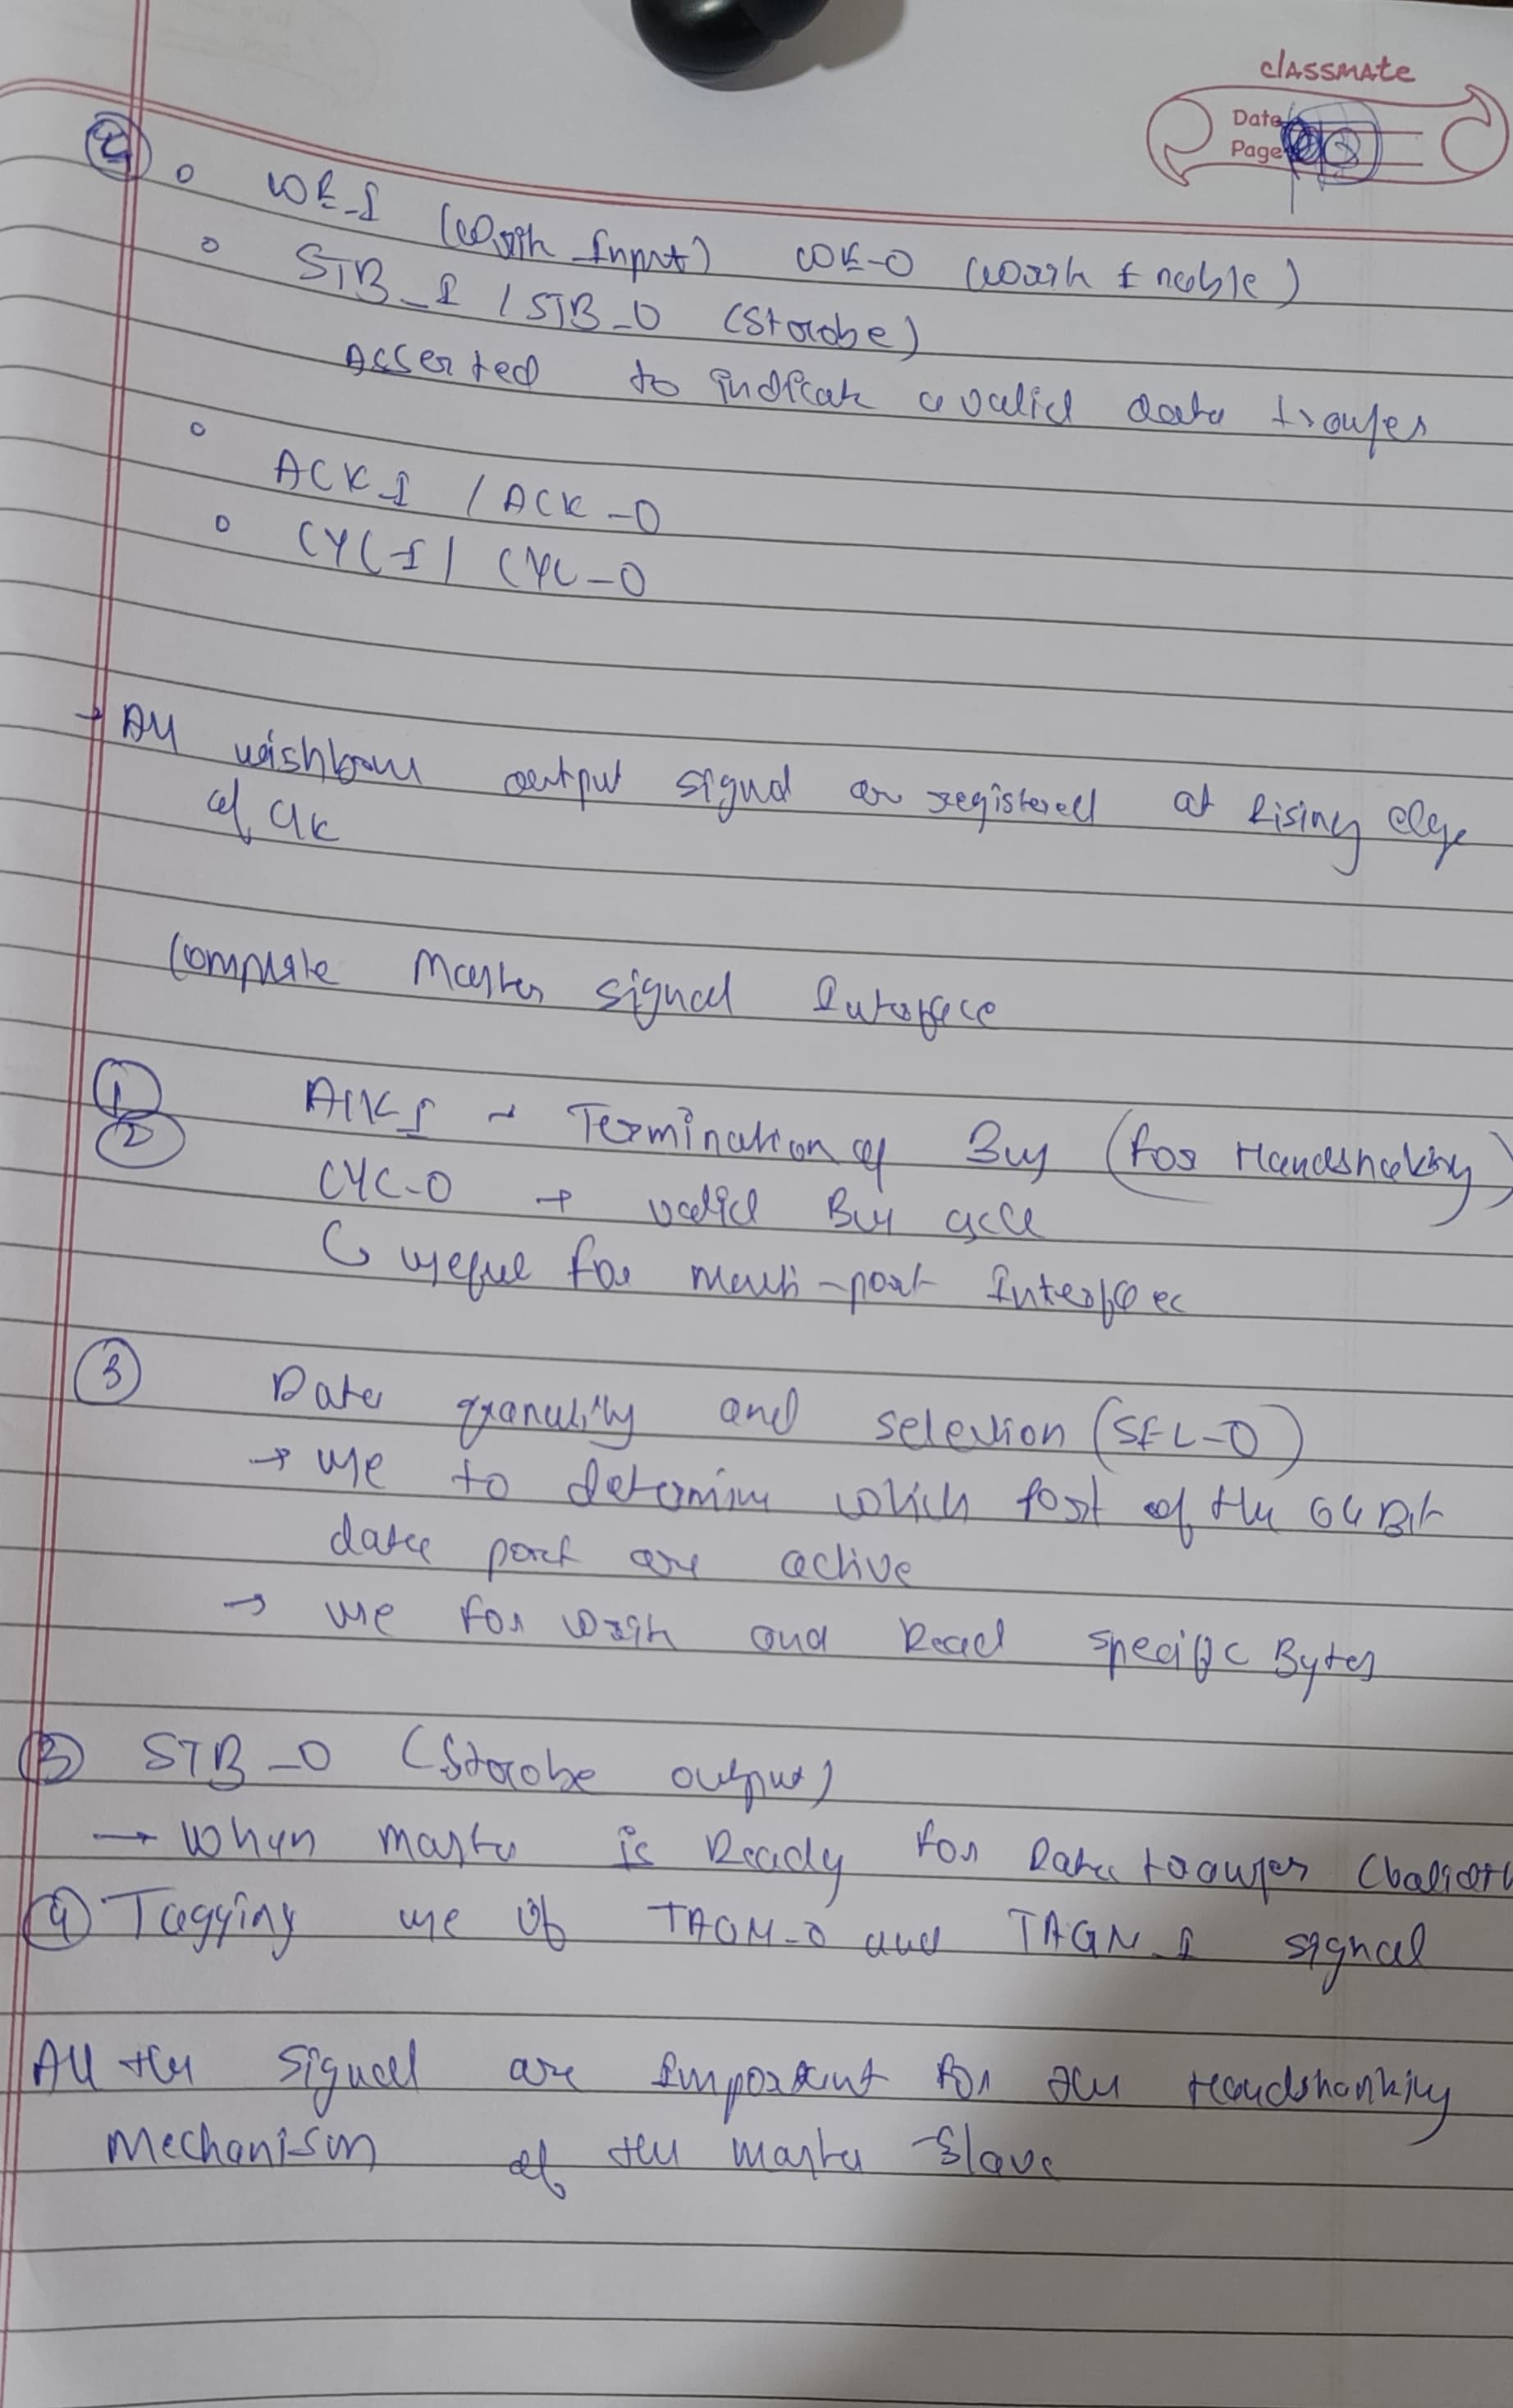 classmate
Date
Page
WE_I (Write Input) WE-O (Write Enable)
STB_I / STB_O (Strobe)
Asserted to indicate a valid data transfer
ACK_I / ACK_O
CYC_I / CYC_O
→ All wishbone output signal are registered at Rising edge
of clk
Complete Master signal Interface
① ACK_I → Termination of Bus (for Handshaking)
② CYC_O → valid Bus cycle
↳ useful for multi-port Interface
③ Data granulity and selection (SEL_O)
→ use to determine which part of the 64 Bit
data port are active
→ use for write and Read specific Bytes
③ STB_O (Strobe output)
→ When master is Ready for Data transfer
④ Tagging use of TAGN_O and TAGN_I signal
All the signal are Important for the Handshanking
Mechanism of the master Slave